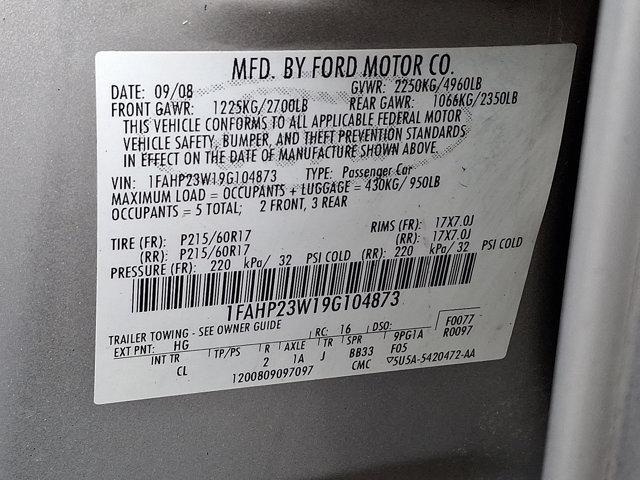 MFD. BY FORD MOTOR CO.
DATE: 09/08 GVWR: 2250KG/4960LB
FRONT GAWR: 1225KG/2700LB REAR GAWR: 1066KG/2350LB
THIS VEHICLE CONFORMS TO ALL APPLICABLE FEDERAL MOTOR
VEHICLE SAFETY, BUMPER, AND THEFT PREVENTION STANDARDS
IN EFFECT ON THE DATE OF MANUFACTURE SHOWN ABOVE.
VIN: 1FAHP23W19G104873 TYPE: Passenger Car
MAXIMUM LOAD = OCCUPANTS + LUGGAGE = 430KG/ 950LB
OCCUPANTS = 5 TOTAL; 2 FRONT, 3 REAR
TIRE (FR): P215/60R17 RIMS (FR): 17X7.0J
(RR): P215/60R17 (RR): 17X7.0J
PRESSURE (FR): 220 kPa/ 32 PSI COLD (RR): 220 kPa/ 32 PSI COLD
1FAHP23W19G104873
TRAILER TOWING - SEE OWNER GUIDE RC: 16 DSO: F0077
EXT PNT: HG 9PG1A R0097
INT TR TP/PS R AXLE TR SPR F05
CL 2 1A J BB33 ▽5U5A-5420472-AA
1200809097097 CMC